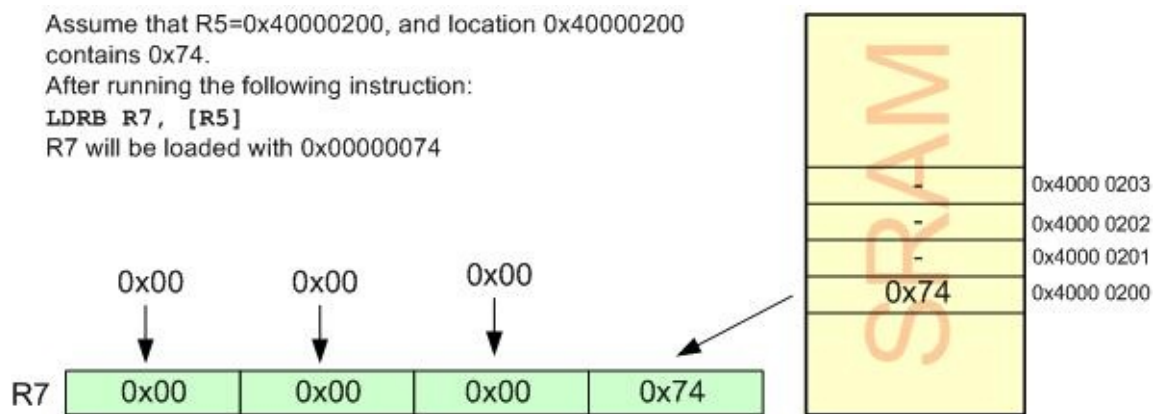 Assume that R5=0x40000200, and location 0x40000200
contains 0x74.
After running the following instruction:
LDRB R7, [R5]
R7 will be loaded with 0x00000074
SRAM
- 0x4000 0203
- 0x4000 0202
- 0x4000 0201
0x74 0x4000 0200
0x00 0x00 0x00
R7 0x00 0x00 0x00 0x74